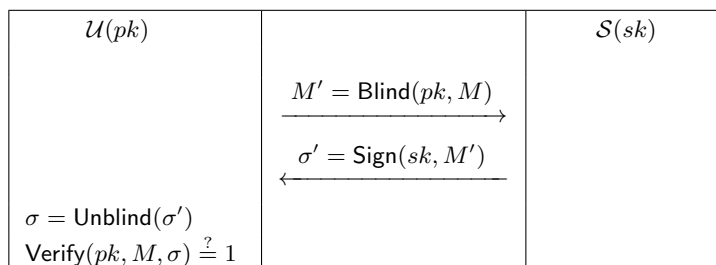 𝒰(pk)
𝒮(sk)
M′ = Blind(pk, M)
σ′ = Sign(sk, M′)
σ = Unblind(σ′)
Verify(pk, M, σ) ≟ 1